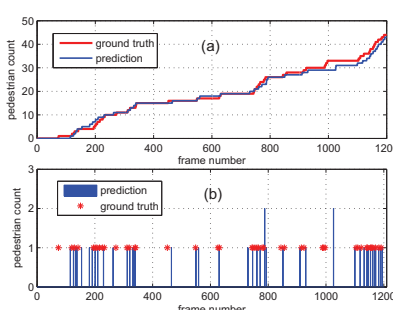 50
40
30
20
10
0
pedestrian count
ground truth
prediction
(a)
0 200 400 600 800 1000 1200
frame number
3
2
1
0
pedestrian count
prediction
ground truth
(b)
0 200 400 600 800 1000 1200
frame number